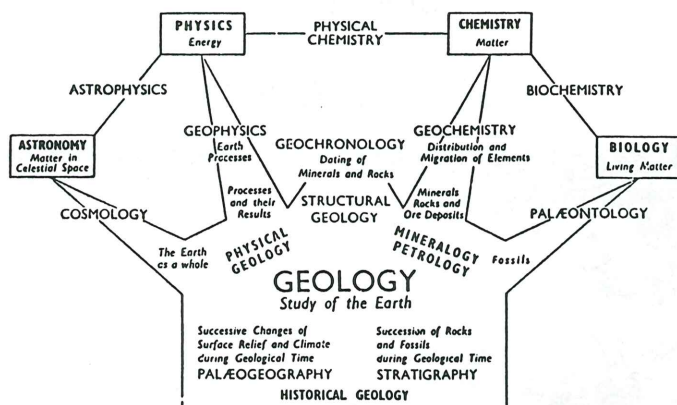 PHYSICS
Energy
PHYSICAL
CHEMISTRY
CHEMISTRY
Matter
ASTROPHYSICS
BIOCHEMISTRY
ASTRONOMY
Matter in
Celestial Space
GEOPHYSICS
Earth
Processes
GEOCHRONOLOGY
Dating of
Minerals and Rocks
GEOCHEMISTRY
Distribution and
Migration of Elements
BIOLOGY
Living Matter
COSMOLOGY
Processes
and their
Results
STRUCTURAL
GEOLOGY
Minerals
Rocks and
Ore Deposits
PALÆONTOLOGY
The Earth
as a whole
PHYSICAL
GEOLOGY
MINERALOGY
PETROLOGY
Fossils
GEOLOGY
Study of the Earth
Successive Changes of
Surface Relief and Climate
during Geological Time
PALÆOGEOGRAPHY
Succession of Rocks
and Fossils
during Geological Time
STRATIGRAPHY
HISTORICAL GEOLOGY